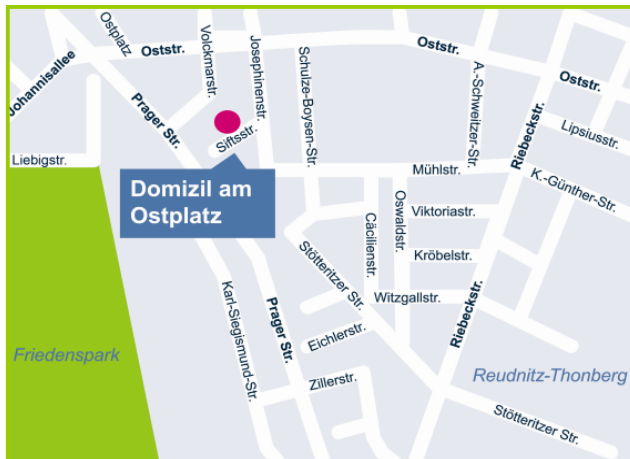 Ostplatz
Oststr.
Volckmarstr.
Josephinenstr.
Schulze-Boysen-Str.
Oststr.
A.-Schweitzer-Str.
Oststr.
Johannisallee
Prager Str.
Siftsstr.
Riebeckstr.
Lipsiusstr.
Liebigstr.
Mühlstr.
K.-Günther-Str.
Domizil am
Ostplatz
Viktoriastr.
Oswaldstr.
Cäcilienstr.
Kröbelstr.
Stötteritzer Str.
Witzgallstr.
Karl-Siegismund-Str.
Prager Str.
Eichlerstr.
Riebeckstr.
Friedenspark
Zillerstr.
Reudnitz-Thonberg
Stötteritzer Str.